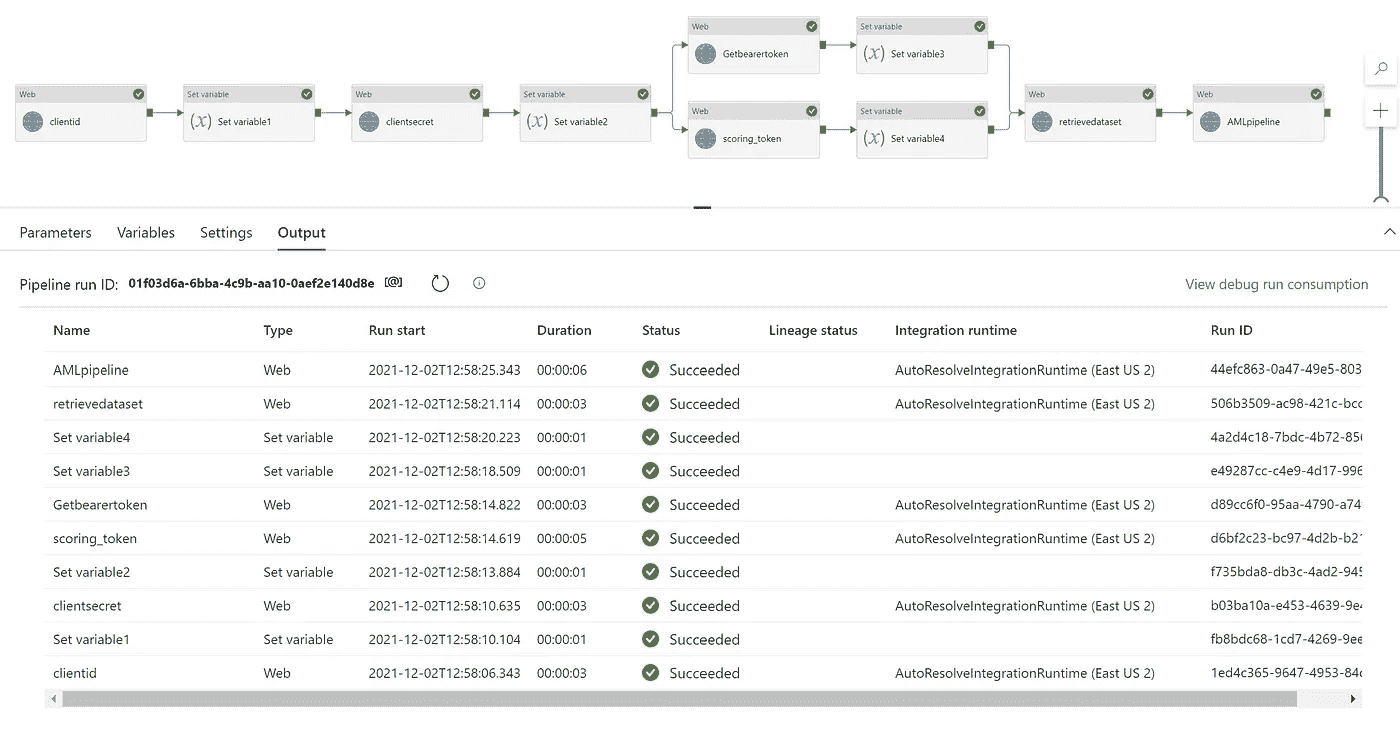 Web
Getbearertoken
Set variable
(x) Set variable3
Web
clientid
Set variable
(x) Set variable1
Web
clientsecret
Set variable
(x) Set variable2
Web
scoring_token
Set variable
(x) Set variable4
Web
retrievedataset
Web
AMLpipeline
Parameters Variables Settings Output
Pipeline run ID: 01f03d6a-6bba-4c9b-aa10-0aef2e140d8e [@] View debug run consumption
Name Type Run start Duration Status Lineage status Integration runtime Run ID
AMLpipeline Web 2021-12-02T12:58:25.343 00:00:06 Succeeded AutoResolveIntegrationRuntime (East US 2) 44efc863-0a47-49e5-803
retrievedataset Web 2021-12-02T12:58:21.114 00:00:03 Succeeded AutoResolveIntegrationRuntime (East US 2) 506b3509-ac98-421c-bcc
Set variable4 Set variable 2021-12-02T12:58:20.223 00:00:01 Succeeded 4a2d4c18-7bdc-4b72-856
Set variable3 Set variable 2021-12-02T12:58:18.509 00:00:01 Succeeded e49287cc-c4e9-4d17-996
Getbearertoken Web 2021-12-02T12:58:14.822 00:00:03 Succeeded AutoResolveIntegrationRuntime (East US 2) d89cc6f0-95aa-4790-a74
scoring_token Web 2021-12-02T12:58:14.619 00:00:05 Succeeded AutoResolveIntegrationRuntime (East US 2) d6bf2c23-bc97-4d2b-b21
Set variable2 Set variable 2021-12-02T12:58:13.884 00:00:01 Succeeded f735bda8-db3c-4ad2-945
clientsecret Web 2021-12-02T12:58:10.635 00:00:03 Succeeded AutoResolveIntegrationRuntime (East US 2) b03ba10a-e453-4639-9e4
Set variable1 Set variable 2021-12-02T12:58:10.104 00:00:01 Succeeded fb8bdc68-1cd7-4269-9ee
clientid Web 2021-12-02T12:58:06.343 00:00:03 Succeeded AutoResolveIntegrationRuntime (East US 2) 1ed4c365-9647-4953-84c